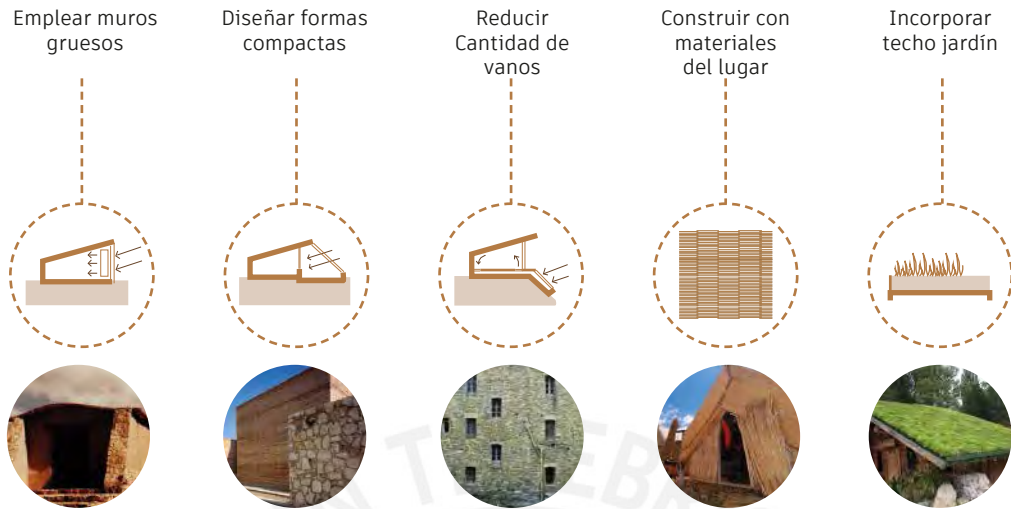 Emplear muros
gruesos
Diseñar formas
compactas
Reducir
Cantidad de
vanos
Construir con
materiales
del lugar
Incorporar
techo jardín